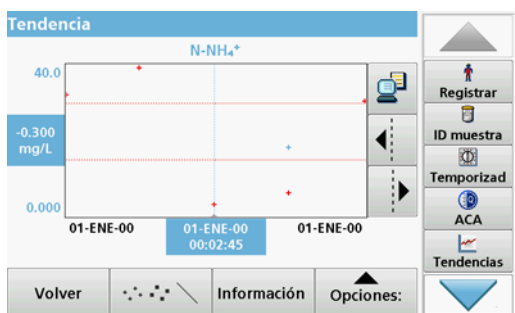 Tendencia
N-NH₄⁺
40.0
-0.300
mg/L
0.000
01-ENE-00
01-ENE-00
00:02:45
01-ENE-00
Registrar
ID muestra
Temporizad
ACA
Tendencias
Volver
Información
Opciones: